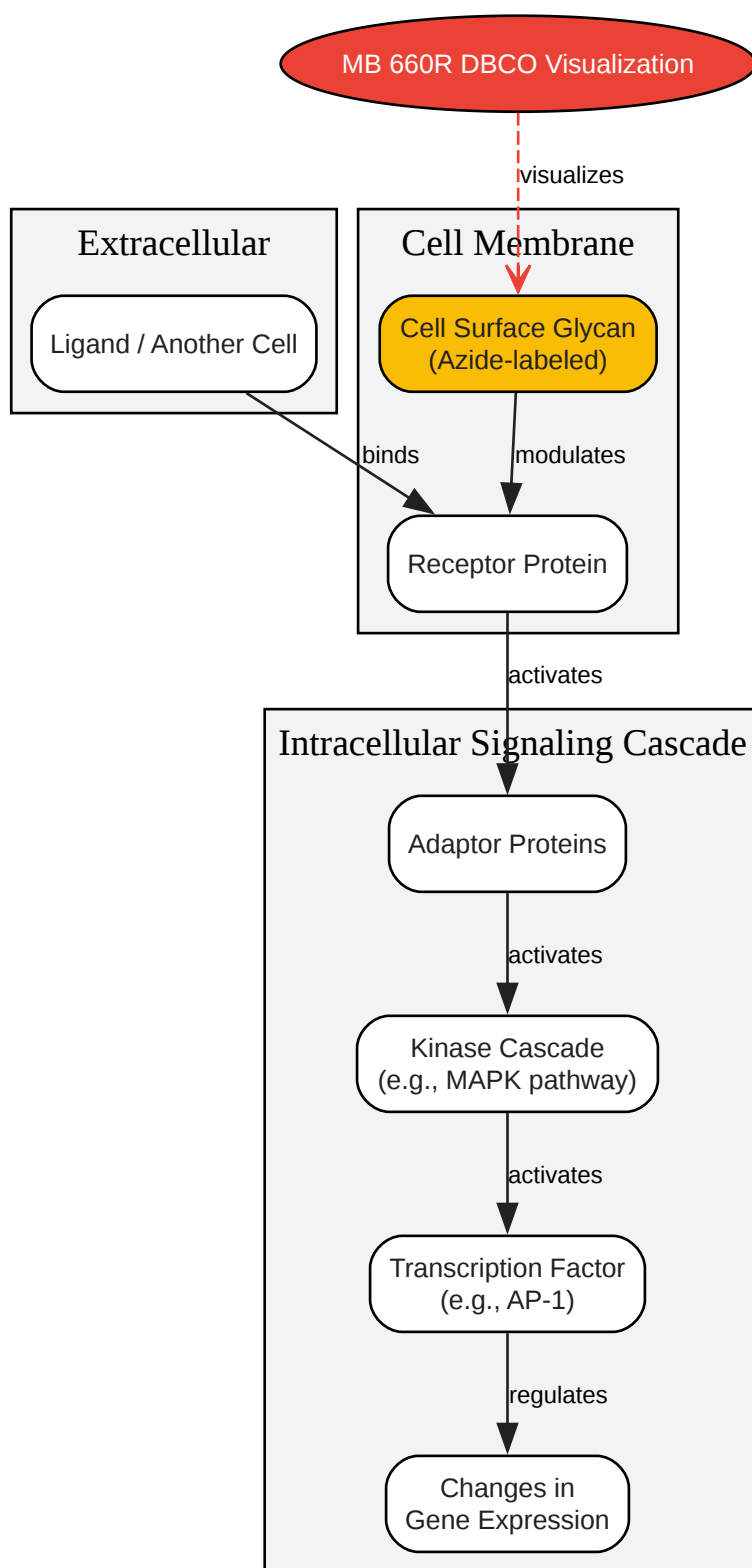 MB 660R DBCO Visualization
visualizes
Extracellular
Cell Membrane
Ligand / Another Cell
Cell Surface Glycan
(Azide-labeled)
binds
modulates
Receptor Protein
activates
Intracellular Signaling Cascade
Adaptor Proteins
activates
Kinase Cascade
(e.g., MAPK pathway)
activates
Transcription Factor
(e.g., AP-1)
regulates
Changes in
Gene Expression